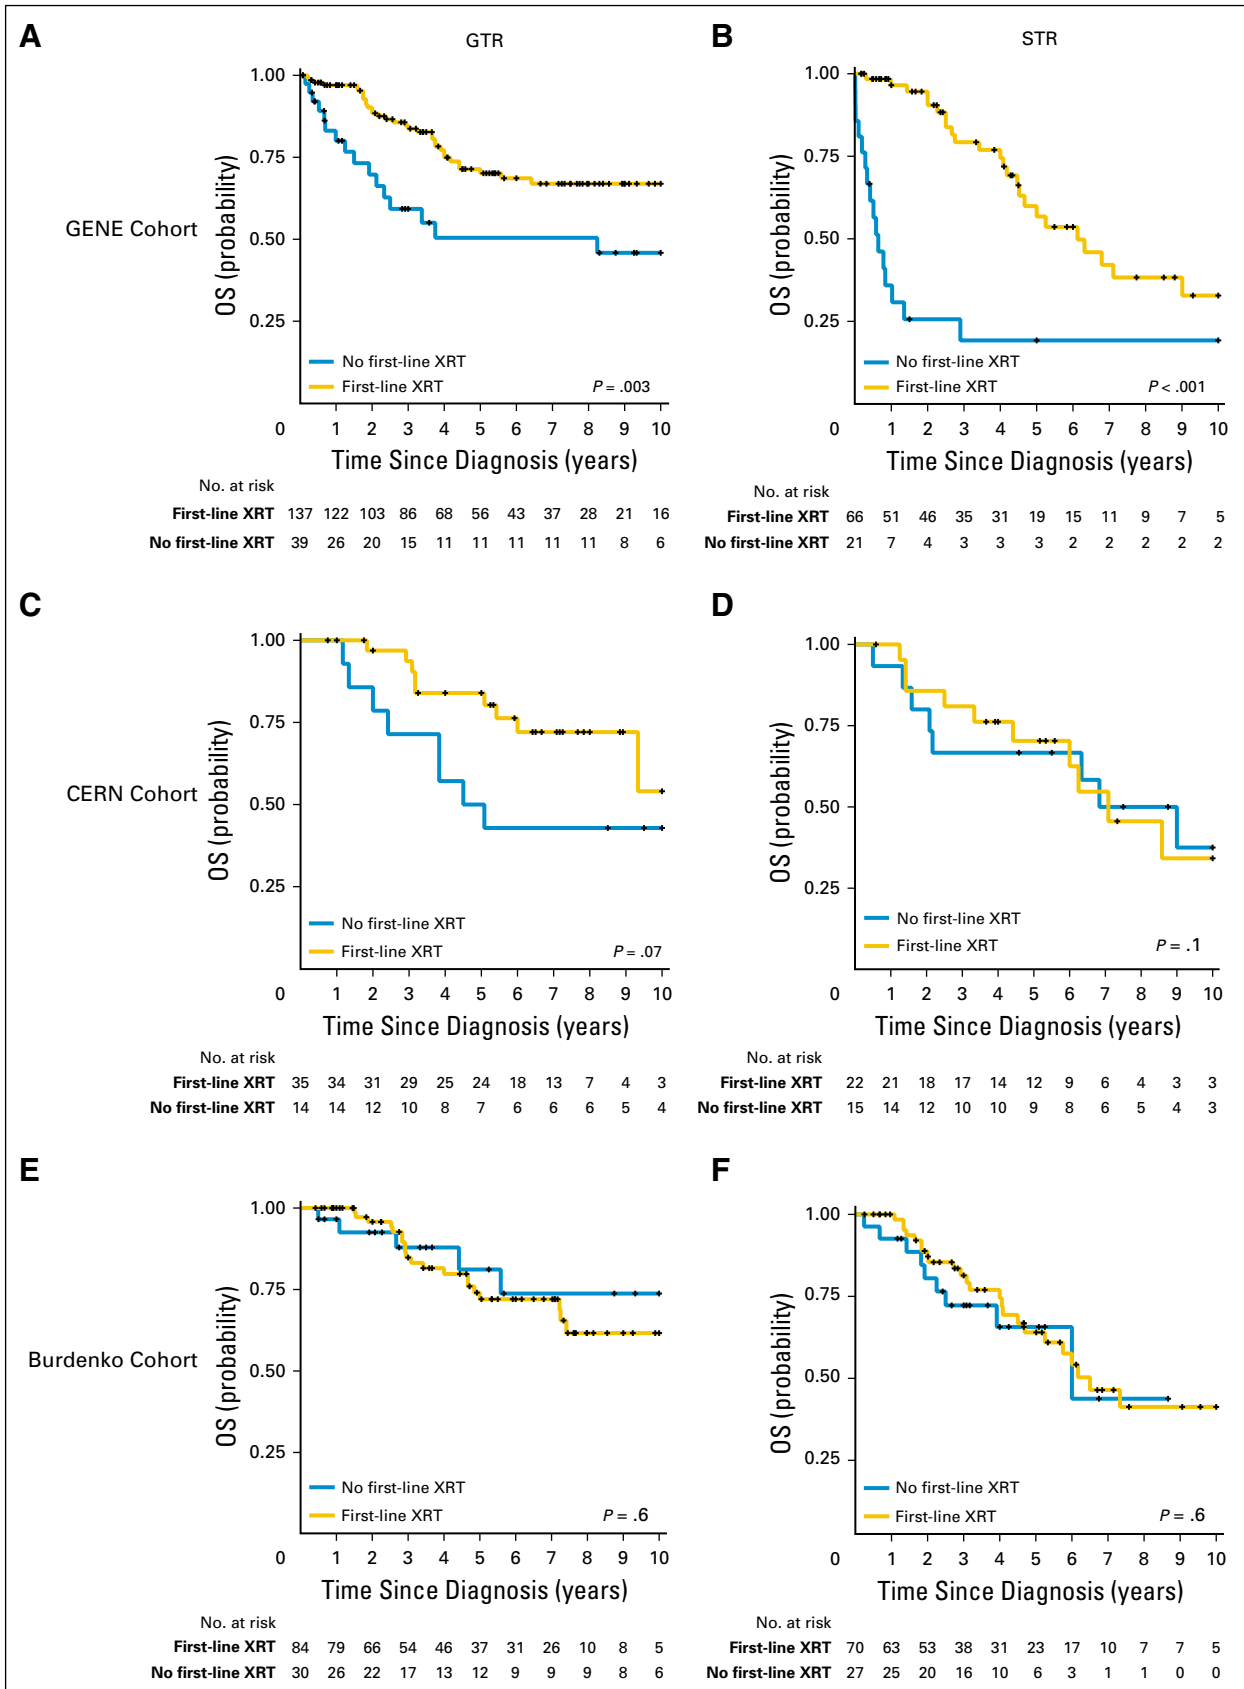 A
GTR
1.00
0.75
0.50
0.25
OS (probability)
GENE Cohort
No first-line XRT
First-line XRT
P = .003
0 1 2 3 4 5 6 7 8 9 10
Time Since Diagnosis (years)
No. at risk
First-line XRT 137 122 103 86 68 56 43 37 28 21 16
No first-line XRT 39 26 20 15 11 11 11 11 11 8 6
B
STR
1.00
0.75
0.50
0.25
OS (probability)
No first-line XRT
First-line XRT
P < .001
0 1 2 3 4 5 6 7 8 9 10
Time Since Diagnosis (years)
No. at risk
First-line XRT 66 51 46 35 31 19 15 11 9 7 5
No first-line XRT 21 7 4 3 3 3 2 2 2 2 2
C
1.00
0.75
0.50
0.25
OS (probability)
CERN Cohort
No first-line XRT
First-line XRT
P = .07
0 1 2 3 4 5 6 7 8 9 10
Time Since Diagnosis (years)
No. at risk
First-line XRT 35 34 31 29 25 24 18 13 7 4 3
No first-line XRT 14 14 12 10 8 7 6 6 6 5 4
D
1.00
0.75
0.50
0.25
OS (probability)
No first-line XRT
First-line XRT
P = .1
0 1 2 3 4 5 6 7 8 9 10
Time Since Diagnosis (years)
No. at risk
First-line XRT 22 21 18 17 14 12 9 6 4 3 3
No first-line XRT 15 14 12 10 10 9 8 6 5 4 3
E
1.00
0.75
0.50
0.25
OS (probability)
Burdenko Cohort
No first-line XRT
First-line XRT
P = .6
0 1 2 3 4 5 6 7 8 9 10
Time Since Diagnosis (years)
No. at risk
First-line XRT 84 79 66 54 46 37 31 26 10 8 5
No first-line XRT 30 26 22 17 13 12 9 9 9 8 6
F
1.00
0.75
0.50
0.25
OS (probability)
No first-line XRT
First-line XRT
P = .6
0 1 2 3 4 5 6 7 8 9 10
Time Since Diagnosis (years)
No. at risk
First-line XRT 70 63 53 38 31 23 17 10 7 7 5
No first-line XRT 27 25 20 16 10 6 3 1 1 0 0